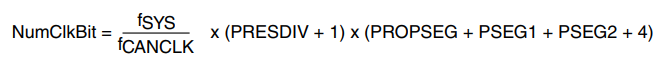 NumClkBit = fSYS / fCANCLK x (PRESDIV + 1) x (PROPSEG + PSEG1 + PSEG2 + 4)